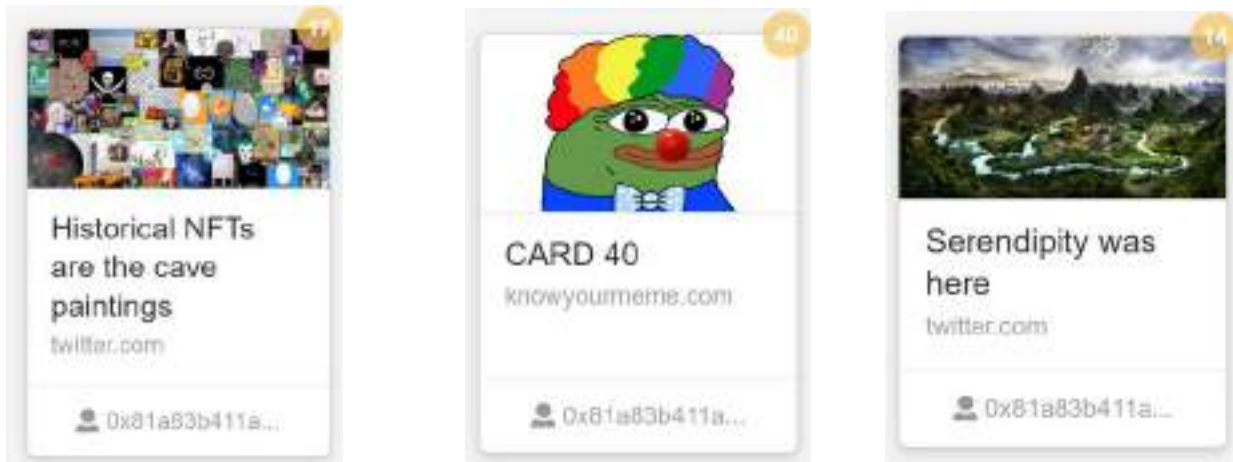 17
Historical NFTs
are the cave
paintings
twitter.com
0x81a83b411a...
40
CARD 40
knowyourmeme.com
0x81a83b411a...
14
Serendipity was
here
twitter.com
0x81a83b411a...